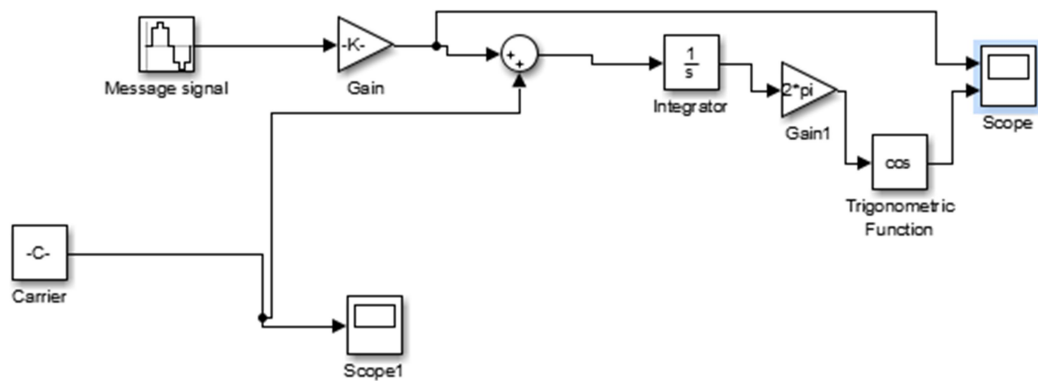 -K-
Message signal
Gain
++
1
s
Integrator
2*pi
Gain1
Scope
cos
Trigonometric
Function
-C-
Carrier
Scope1